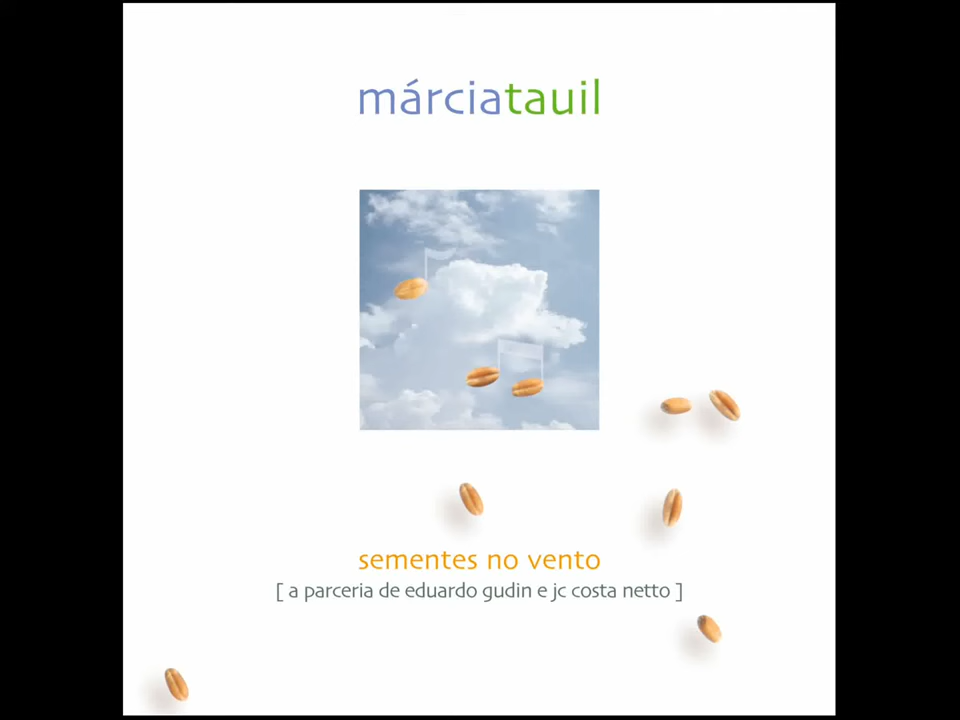 márciatauil
sementes no vento
[ a parceria de eduardo gudin e jc costa netto ]